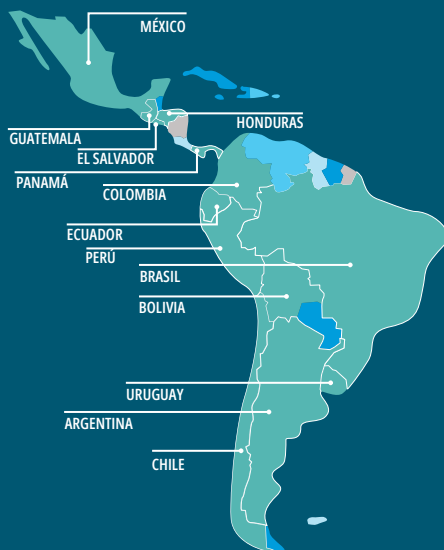 MÉXICO
HONDURAS
GUATEMALA
EL SALVADOR
PANAMÁ
COLOMBIA
ECUADOR
PERÚ
BRASIL
BOLIVIA
URUGUAY
ARGENTINA
CHILE